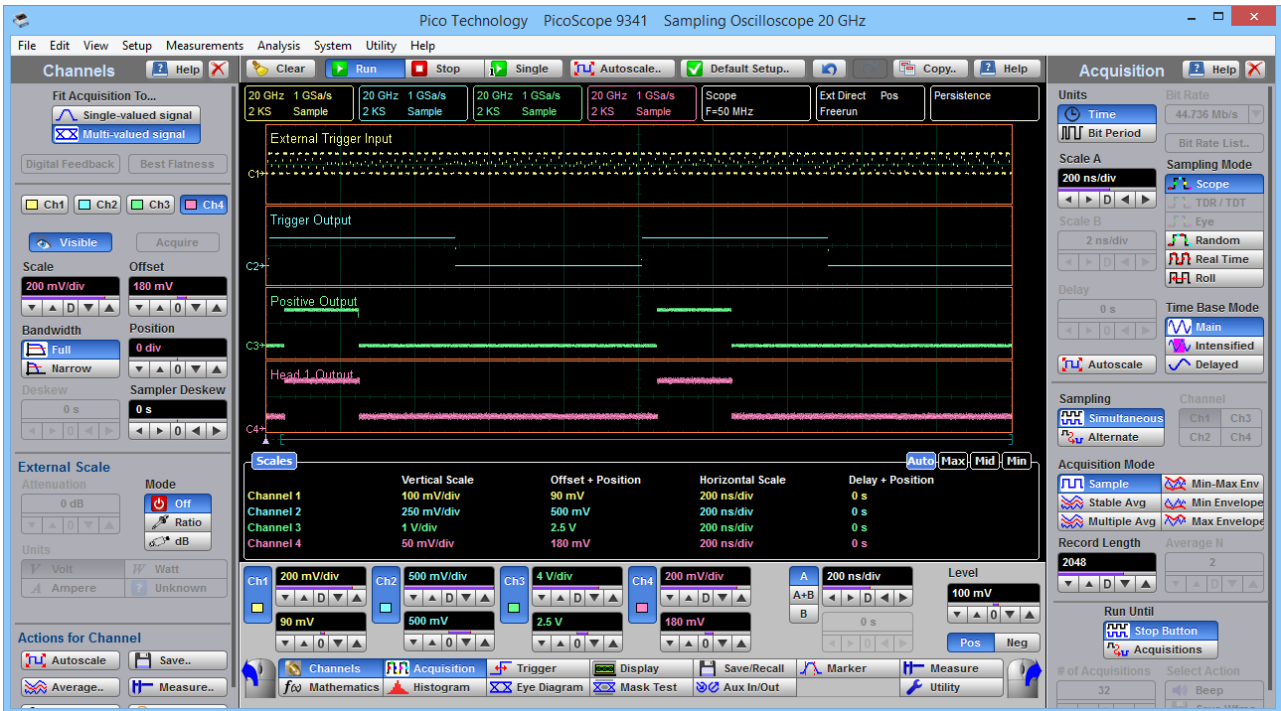 Pico Technology PicoScope 9341 Sampling Oscilloscope 20 GHz
File Edit View Setup Measurements Analysis System Utility Help
Channels Help
Clear Run Stop Single Autoscale.. Default Setup.. Copy.. Help
Acquisition Help
Fit Acquisition To...
Single-valued signal
Multi-valued signal
Digital Feedback Best Flatness
Ch1 Ch2 Ch3 Ch4
Visible Acquire
Scale Offset
200 mV/div 180 mV
D 0
Bandwidth Position
Full 0 div
Narrow 0
Deskew Sampler Deskew
0 s 0 s
0 0
External Scale
Attenuation Mode
0 dB Off
0 Ratio
dB
Units
V Volt W Watt
A Ampere ? Unknown
Actions for Channel
Autoscale Save..
Average.. Measure..
20 GHz 1 GSa/s
2 KS Sample
20 GHz 1 GSa/s
2 KS Sample
20 GHz 1 GSa/s
2 KS Sample
20 GHz 1 GSa/s
2 KS Sample
Scope
F=50 MHz
Ext Direct Pos
Freerun
Persistence
External Trigger Input
C1
Trigger Output
C2
Positive Output
C3
Head 1 Output
C4
Scales Auto Max Mid Min
Vertical Scale Offset + Position Horizontal Scale Delay + Position
Channel 1 100 mV/div 90 mV 200 ns/div 0 s
Channel 2 250 mV/div 500 mV 200 ns/div 0 s
Channel 3 1 V/div 2.5 V 200 ns/div 0 s
Channel 4 50 mV/div 180 mV 200 ns/div 0 s
Ch1 200 mV/div Ch2 500 mV/div Ch3 4 V/div Ch4 200 mV/div A 200 ns/div Level
D D D D A+B D 100 mV
90 mV 500 mV 2.5 V 180 mV B 0 s 0
0 0 0 0 0 Pos Neg
Channels Acquisition Trigger Display Save/Recall Marker Measure
f(ω) Mathematics Histogram Eye Diagram Mask Test Aux In/Out Utility
Units Bit Rate
Time 44.736 Mb/s
Bit Period Bit Rate List..
Scale A Sampling Mode
200 ns/div Scope
D TDR / TDT
Scale B Eye
2 ns/div Random
D Real Time
Roll
Delay
0 s Time Base Mode
0 Main
Intensified
Autoscale Delayed
Sampling Channel
Simultaneous Ch1 Ch3
Alternate Ch2 Ch4
Acquisition Mode
Sample Min-Max Env
Stable Avg Min Envelope
Multiple Avg Max Envelope
Record Length Average N
2048 2
D D
Run Until
Stop Button
Acquisitions
# of Acquisitions Select Action
32 Beep